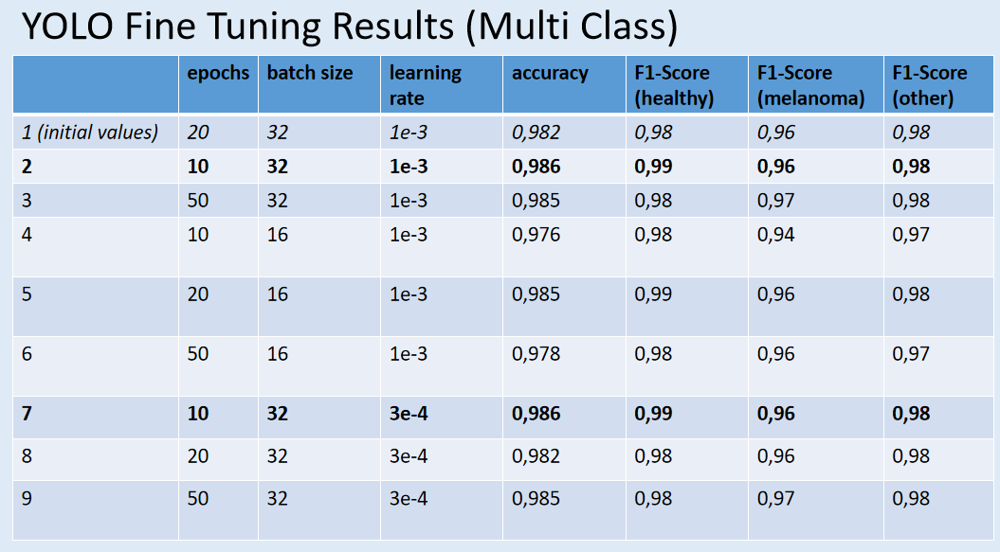 YOLO Fine Tuning Results (Multi Class)
epochs batch size learning rate accuracy F1-Score (healthy) F1-Score (melanoma) F1-Score (other)
1 (initial values) 20 32 1e-3 0,982 0,98 0,96 0,98
2 10 32 1e-3 0,986 0,99 0,96 0,98
3 50 32 1e-3 0,985 0,98 0,97 0,98
4 10 16 1e-3 0,976 0,98 0,94 0,97
5 20 16 1e-3 0,985 0,99 0,96 0,98
6 50 16 1e-3 0,978 0,98 0,96 0,97
7 10 32 3e-4 0,986 0,99 0,96 0,98
8 20 32 3e-4 0,982 0,98 0,96 0,98
9 50 32 3e-4 0,985 0,98 0,97 0,98